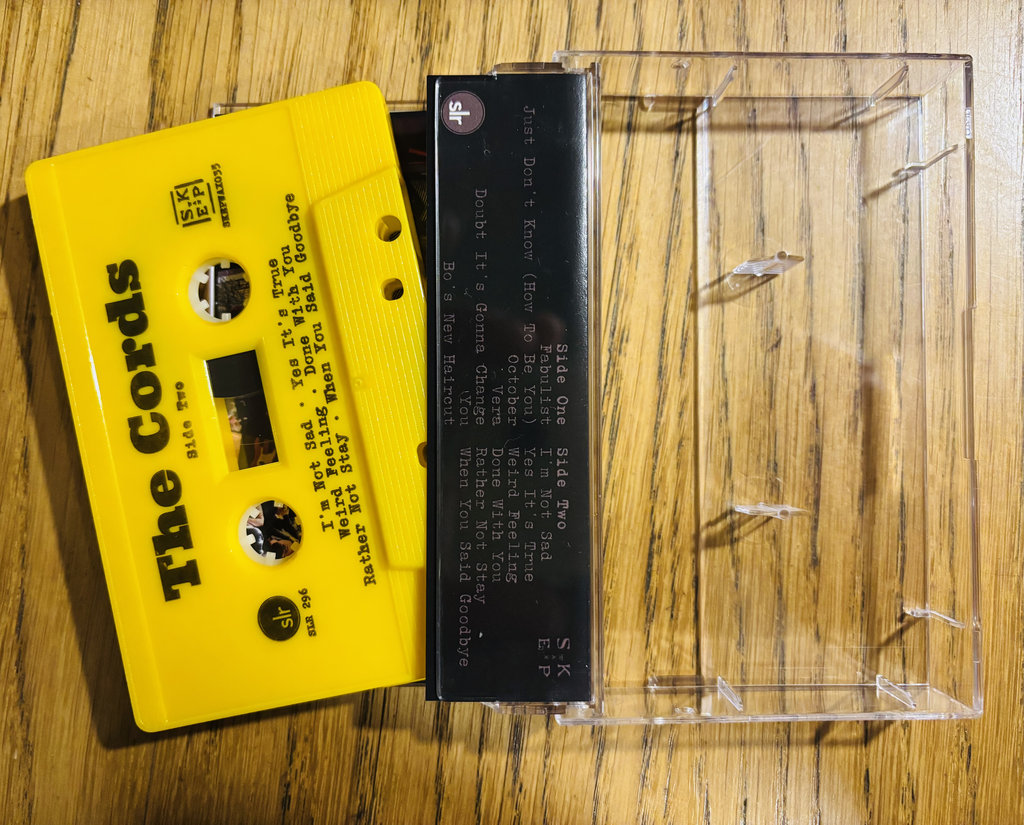 The Cords
Side Two
I'm Not Sad . Yes It's True
Weird Feeling . Done With You
Rather Not Stay . When You Said Goodbye
S K
E P
SKEPWAX035
slr
SLR 296
slr
Side One
Fabulist
Just Don't Know (How To Be You)
October
Vera
Doubt It's Gonna Change
You
Bo's New Haircut
Side Two
I'm Not Sad
Yes It's True
Weird Feeling
Done With You
Rather Not Stay
When You Said Goodbye
S K
E P